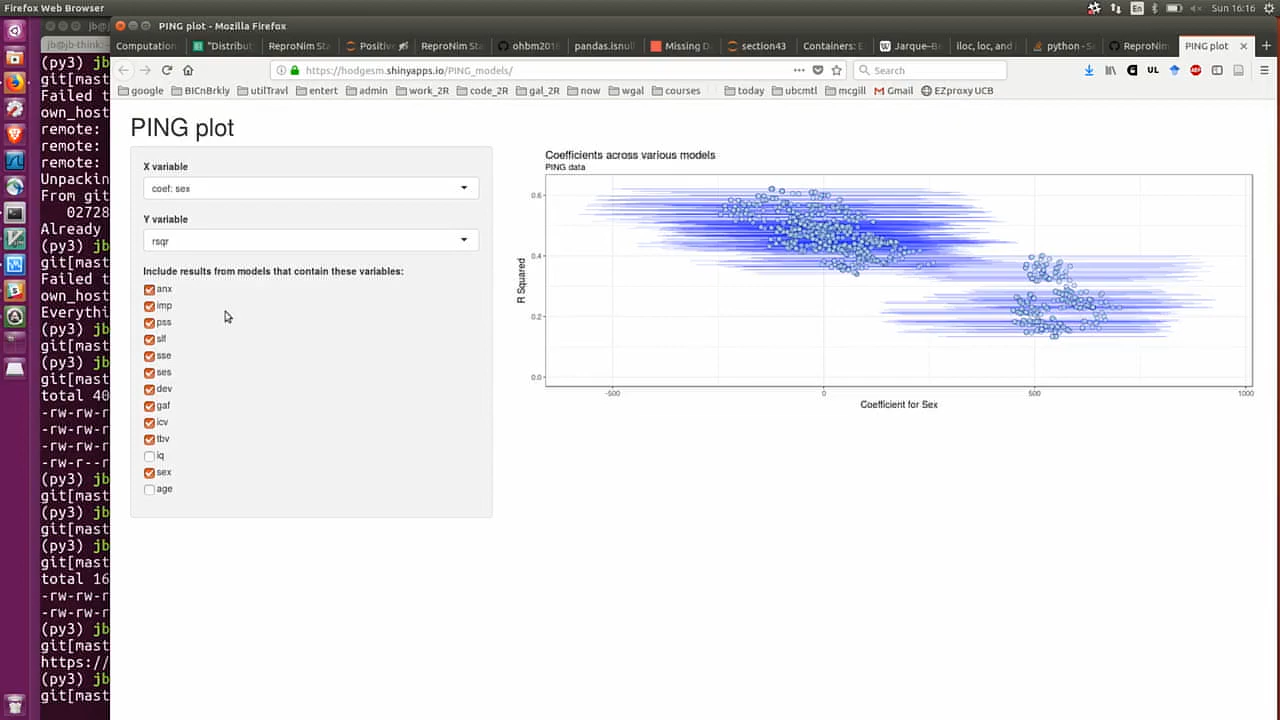 Firefox Web Browser
En
Sun 16:16
jb@j
PING plot - Mozilla Firefox
jb@jb-think: ~
Computation
"Distribut
ReproNim Sta
Positive
ReproNim Sta
ohbm2018
pandas.isnull
Missing D
section43
Containers: E
Jarque–Be
iloc, loc, and
python - S
ReproNim
PING plot
https://hodgesm.shinyapps.io/PING_models/
Search
UL
ABP
google
BICnBrkly
utilTravl
entert
admin
work_2R
code_2R
gal_2R
now
wgal
courses
today
ubcmtl
mcgill
Gmail
EZproxyUCB
(py3) jb
git[mast
Failed t
own_host
remote:
remote:
remote:
Unpackin
From git
02728
Already
(py3) jb
git[mast
Failed t
own_host
Everythi
(py3) jb
git[mast
(py3) jb
git[mast
total 40
-rw-rw-r
-rw-rw-r
-rw-rw-r
-rw-r--r
(py3) jb
git[mast
(py3) jb
git[mast
(py3) jb
git[mast
total 16
-rw-rw-r
-rw-rw-r
(py3) jb
git[mast
https://
(py3) jb
git[mast
PING plot
X variable
coef: sex
Y variable
rsqr
Include results from models that contain these variables:
anx
imp
pss
slf
sse
ses
dev
gaf
icv
tbv
iq
sex
age
Coefficients across various models
PING data
R Squared
0.6
0.4
0.2
0.0
-500
0
500
1000
Coefficient for Sex